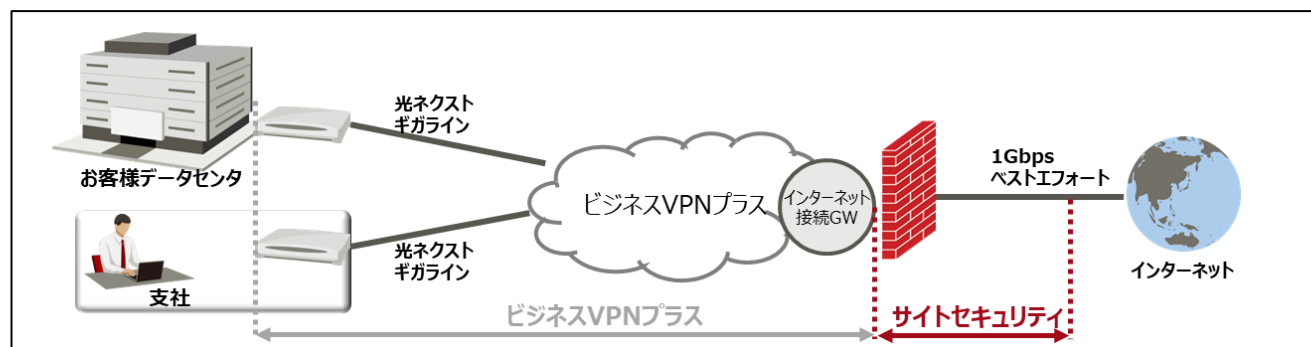 お客様データセンタ
光ネクスト
ギガライン
ビジネスVPNプラス
インターネット
接続GW
1Gbps
ベストエフォート
インターネット
支社
光ネクスト
ギガライン
ビジネスVPNプラス
サイトセキュリティ